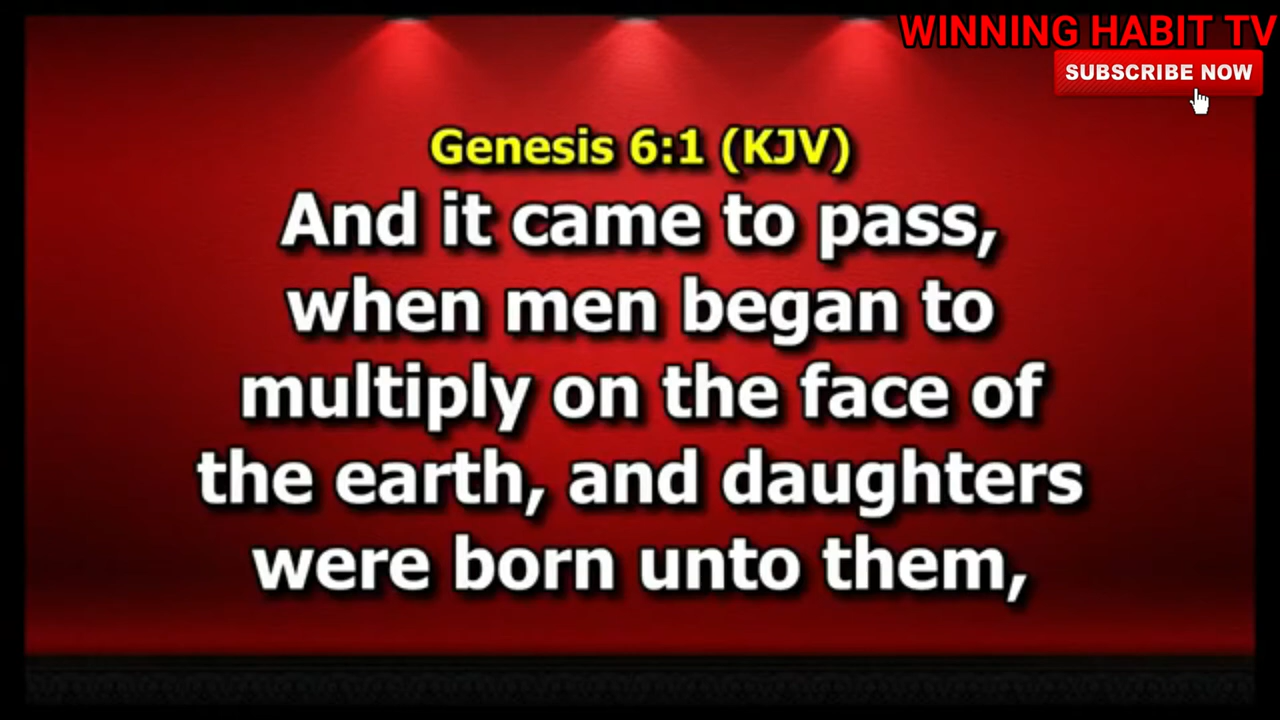 WINNING HABIT TV
SUBSCRIBE NOW
Genesis 6:1 (KJV)
And it came to pass,
when men began to
multiply on the face of
the earth, and daughters
were born unto them,